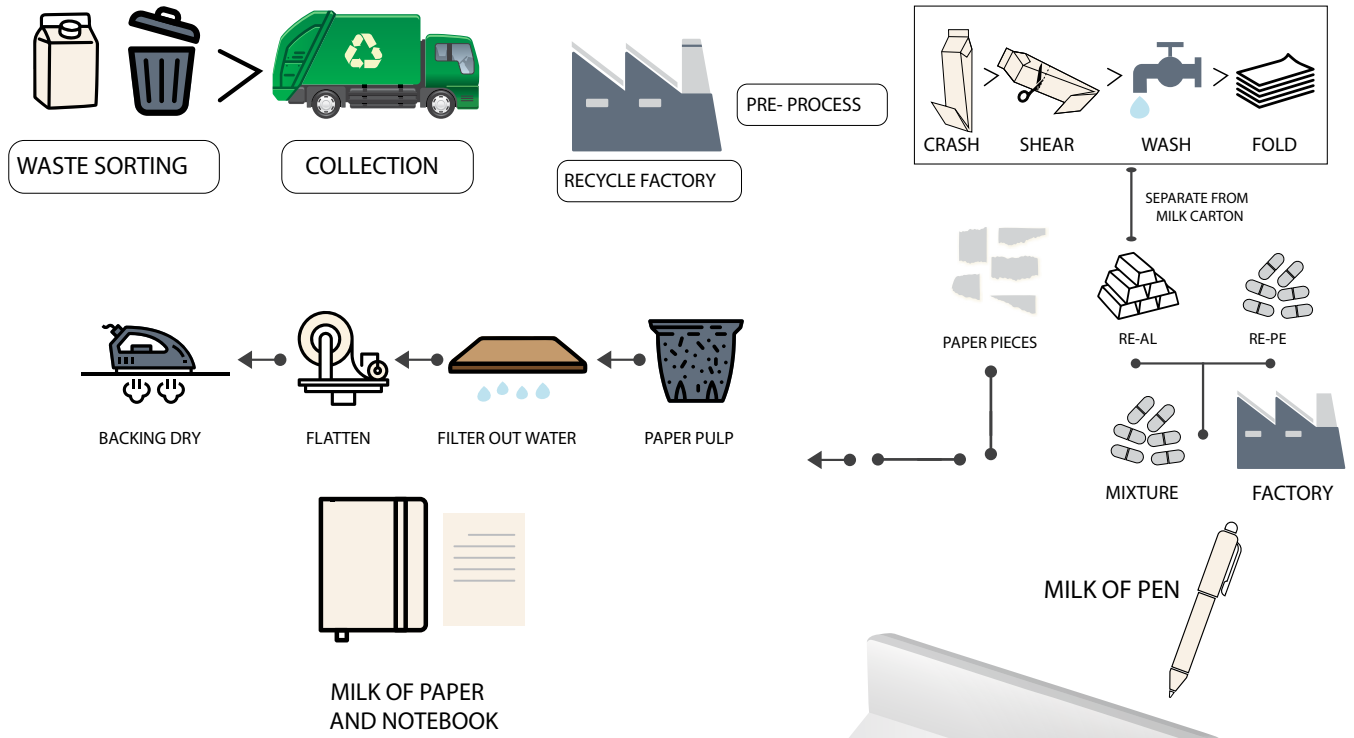 WASTE SORTING
COLLECTION
RECYCLE FACTORY
PRE- PROCESS
CRASH
SHEAR
WASH
FOLD
SEPARATE FROM
MILK CARTON
PAPER PIECES
RE-AL
RE-PE
BACKING DRY
FLATTEN
FILTER OUT WATER
PAPER PULP
MIXTURE
FACTORY
MILK OF PEN
MILK OF PAPER
AND NOTEBOOK